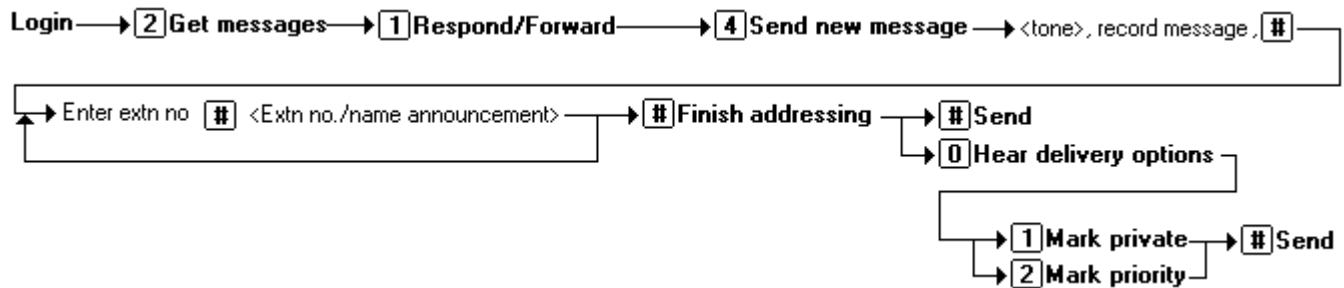 Login 2 Get messages 1 Respond/Forward 4 Send new message <tone>, record message , #
Enter extn no # <Extn no./name announcement> # Finish addressing # Send
0 Hear delivery options
1 Mark private # Send
2 Mark priority